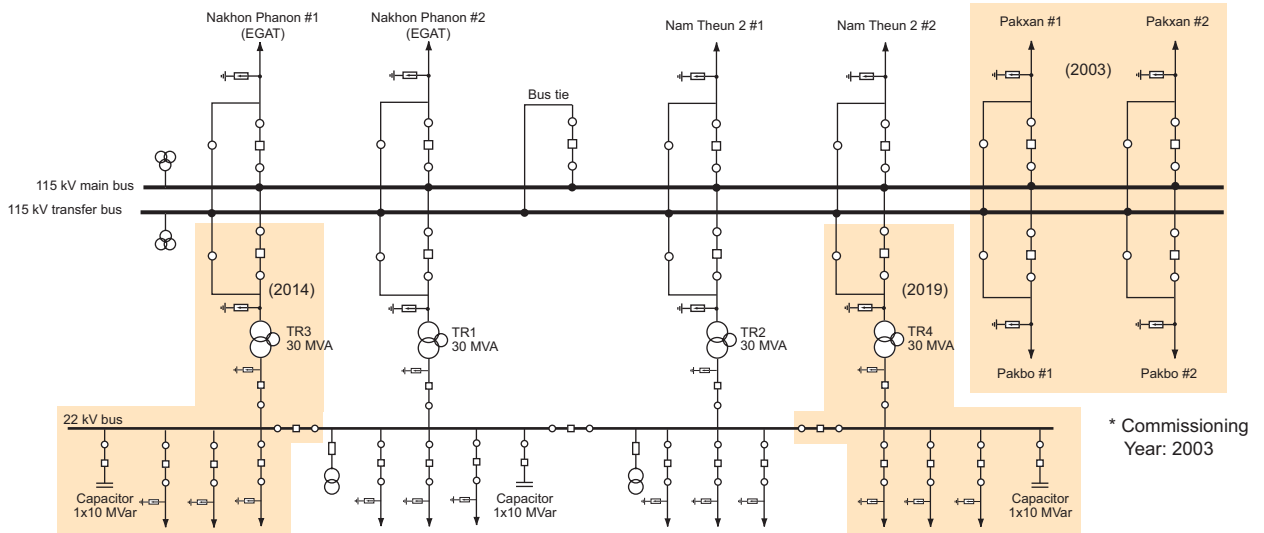 Nakhon Phanon #1
(EGAT)
Nakhon Phanon #2
(EGAT)
Nam Theun 2 #1
Nam Theun 2 #2
Pakxan #1
Pakxan #2
(2003)
Bus tie
115 kV main bus
115 kV transfer bus
(2014)
(2019)
TR3
30 MVA
TR1
30 MVA
TR2
30 MVA
TR4
30 MVA
Pakbo #1
Pakbo #2
22 kV bus
* Commissioning
Year: 2003
Capacitor
1x10 MVar
Capacitor
1x10 MVar
Capacitor
1x10 MVar